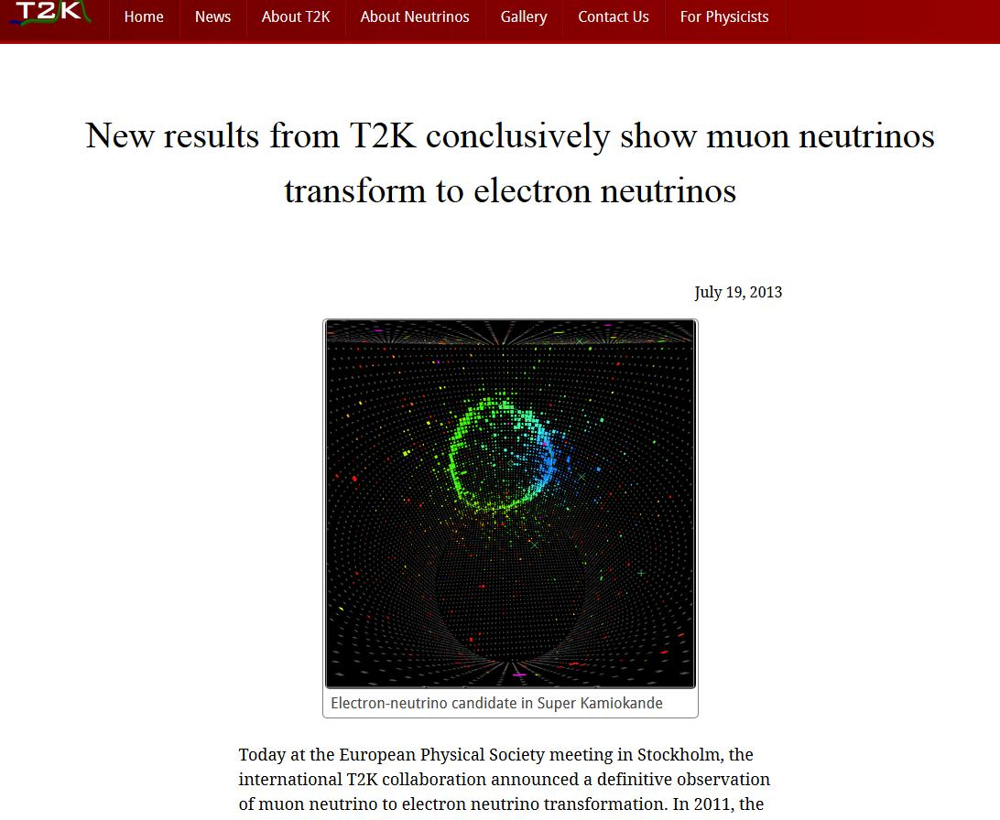 T2K
Home News About T2K About Neutrinos Gallery Contact Us For Physicists
New results from T2K conclusively show muon neutrinos
transform to electron neutrinos
July 19, 2013
Electron-neutrino candidate in Super Kamiokande
Today at the European Physical Society meeting in Stockholm, the
international T2K collaboration announced a definitive observation
of muon neutrino to electron neutrino transformation. In 2011, the